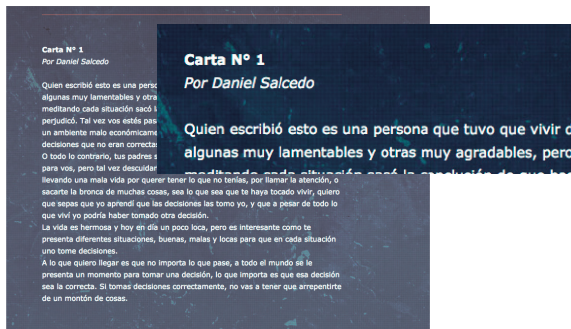 Carta Nº 1
Por Daniel Salcedo
Quien escribió esto es una perso
algunas muy lamentables y otra
meditando cada situación sacó l
perjudicó. Tal vez vos estés pas
un ambiente malo económicame
decisiones que no eran correctas
O todo lo contrario, tus padres s
para vos, pero tal vez descuidar
llevando una mala vida por querer tener lo que no tenías, por llamar la atención, o
sacarte la bronca de muchas cosas, sea lo que sea que te haya tocado vivir, quiero
que sepas que yo aprendí que las decisiones las tomo yo, y que a pesar de todo lo
que viví yo podría haber tomado otra decisión.
La vida es hermosa y hoy en día un poco loca, pero es interesante como te
presenta diferentes situaciones, buenas, malas y locas para que en cada situación
uno tome decisiones.
A lo que quiero llegar es que no importa lo que pase, a todo el mundo se le
presenta un momento para tomar una decisión, lo que importa es que esa decisión
sea la correcta. Si tomas decisiones correctamente, no vas a tener que arrepentirte
de un montón de cosas.
Carta Nº 1
Por Daniel Salcedo
Quien escribió esto es una persona que tuvo que vivir
algunas muy lamentables y otras muy agradables, pero
meditando cada situación sacó la conclusión de que